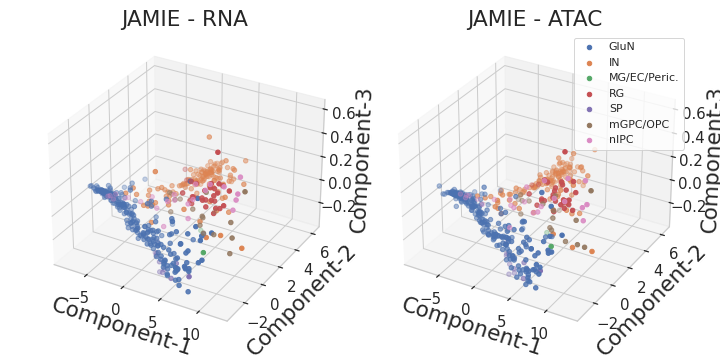 JAMIE - RNA
0.6
0.4
0.2
0.0
−0.2
Component-3
−5
0
5
10
Component-1
−2
0
2
4
6
Component-2
JAMIE - ATAC
GluN
IN
MG/EC/Peric.
RG
SP
mGPC/OPC
nIPC
0.6
0.4
0.2
0.0
−0.2
Component-3
−5
0
5
10
Component-1
−2
0
2
4
6
Component-2